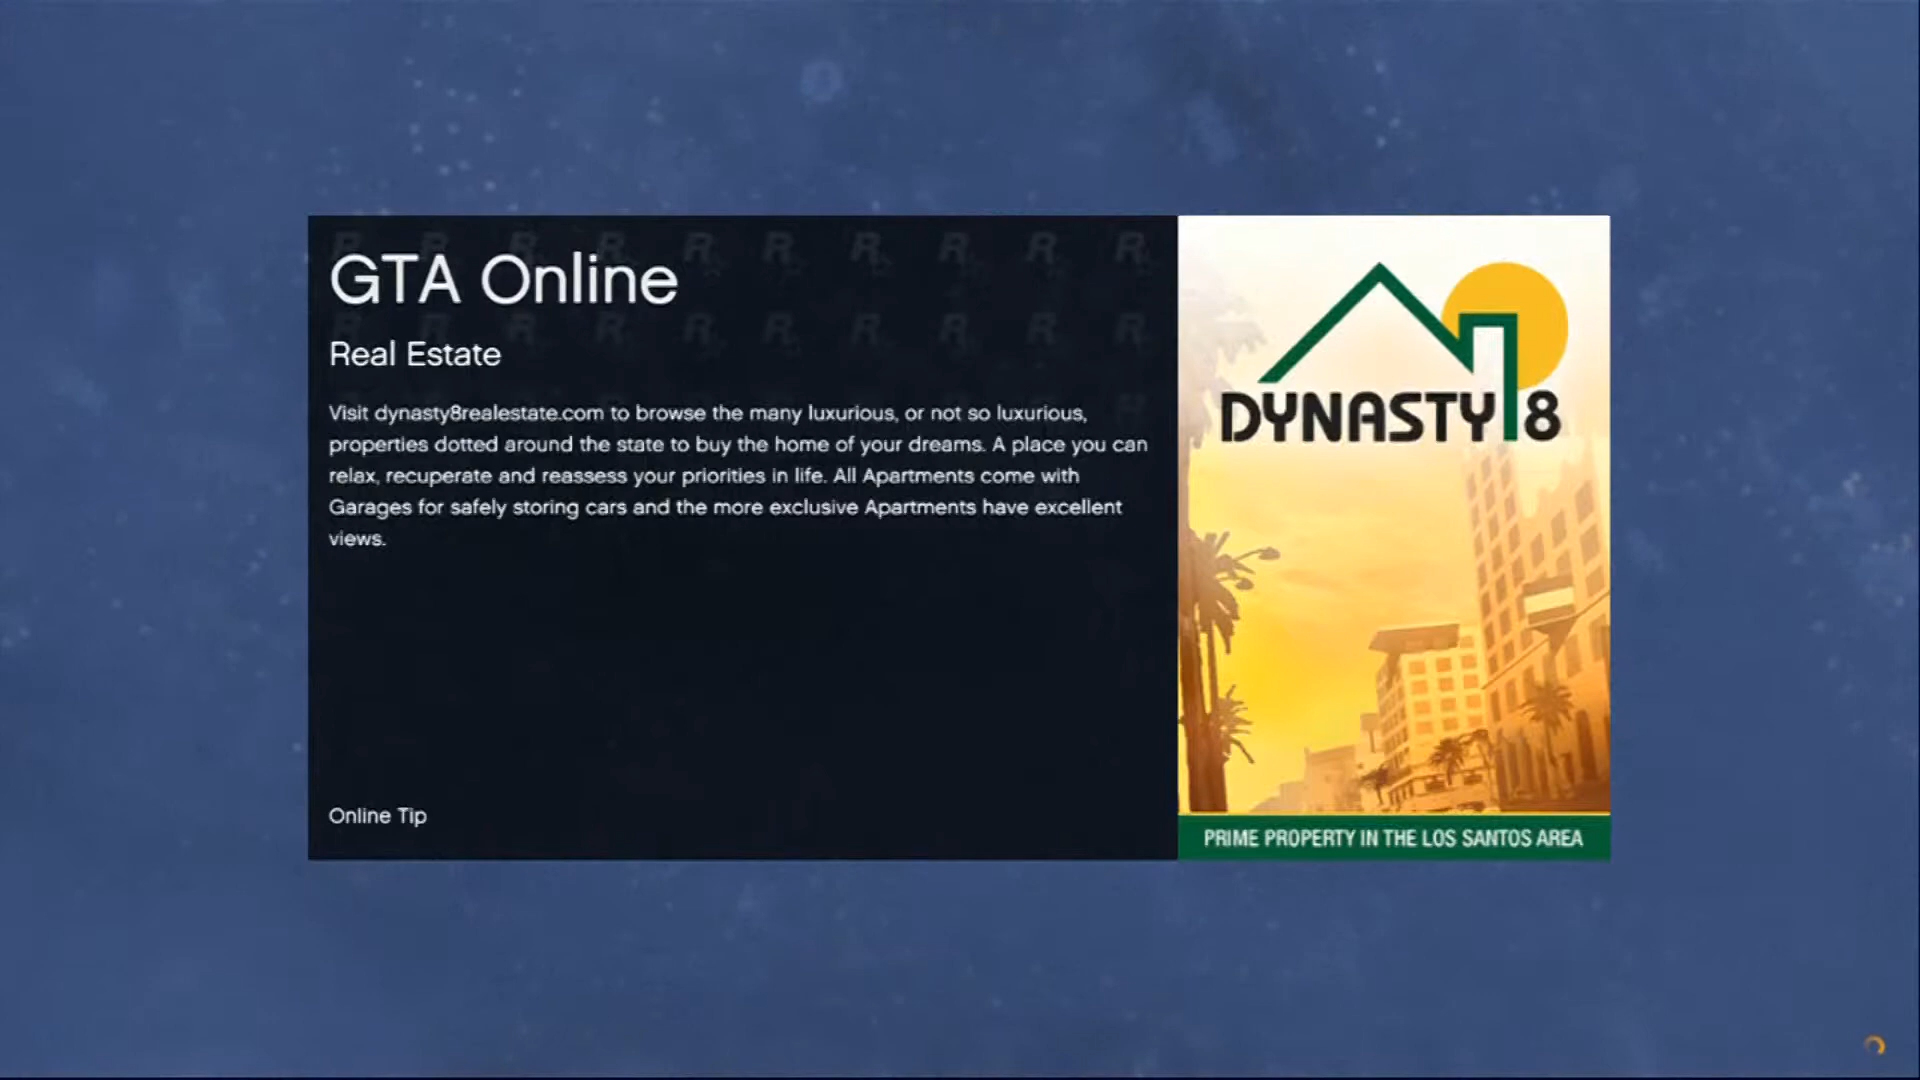 GTA Online
Real Estate
Visit dynasty8realestate.com to browse the many luxurious, or not so luxurious,
properties dotted around the state to buy the home of your dreams. A place you can
relax, recuperate and reassess your priorities in life. All Apartments come with
Garages for safely storing cars and the more exclusive Apartments have excellent
views.
Online Tip
DYNASTY 8
PRIME PROPERTY IN THE LOS SANTOS AREA